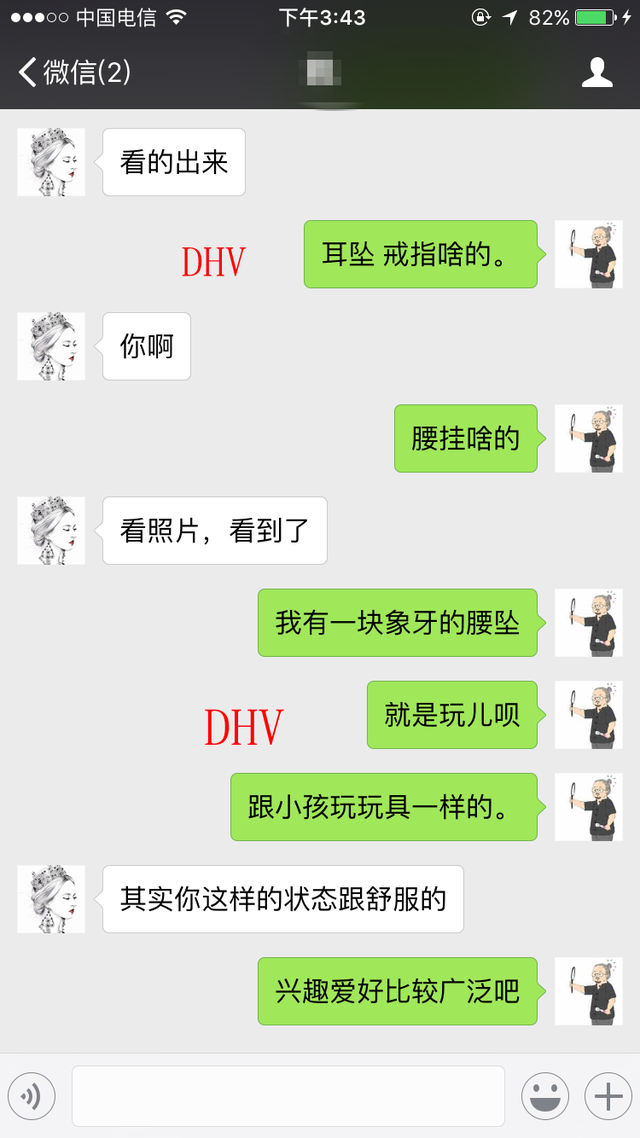 中国电信 下午3:43 82%
微信(2)
看的出来
耳坠 戒指啥的。
DHV
你啊
腰挂啥的
看照片，看到了
我有一块象牙的腰坠
就是玩儿呗
DHV
跟小孩玩玩具一样的。
其实你这样的状态跟舒服的
兴趣爱好比较广泛吧